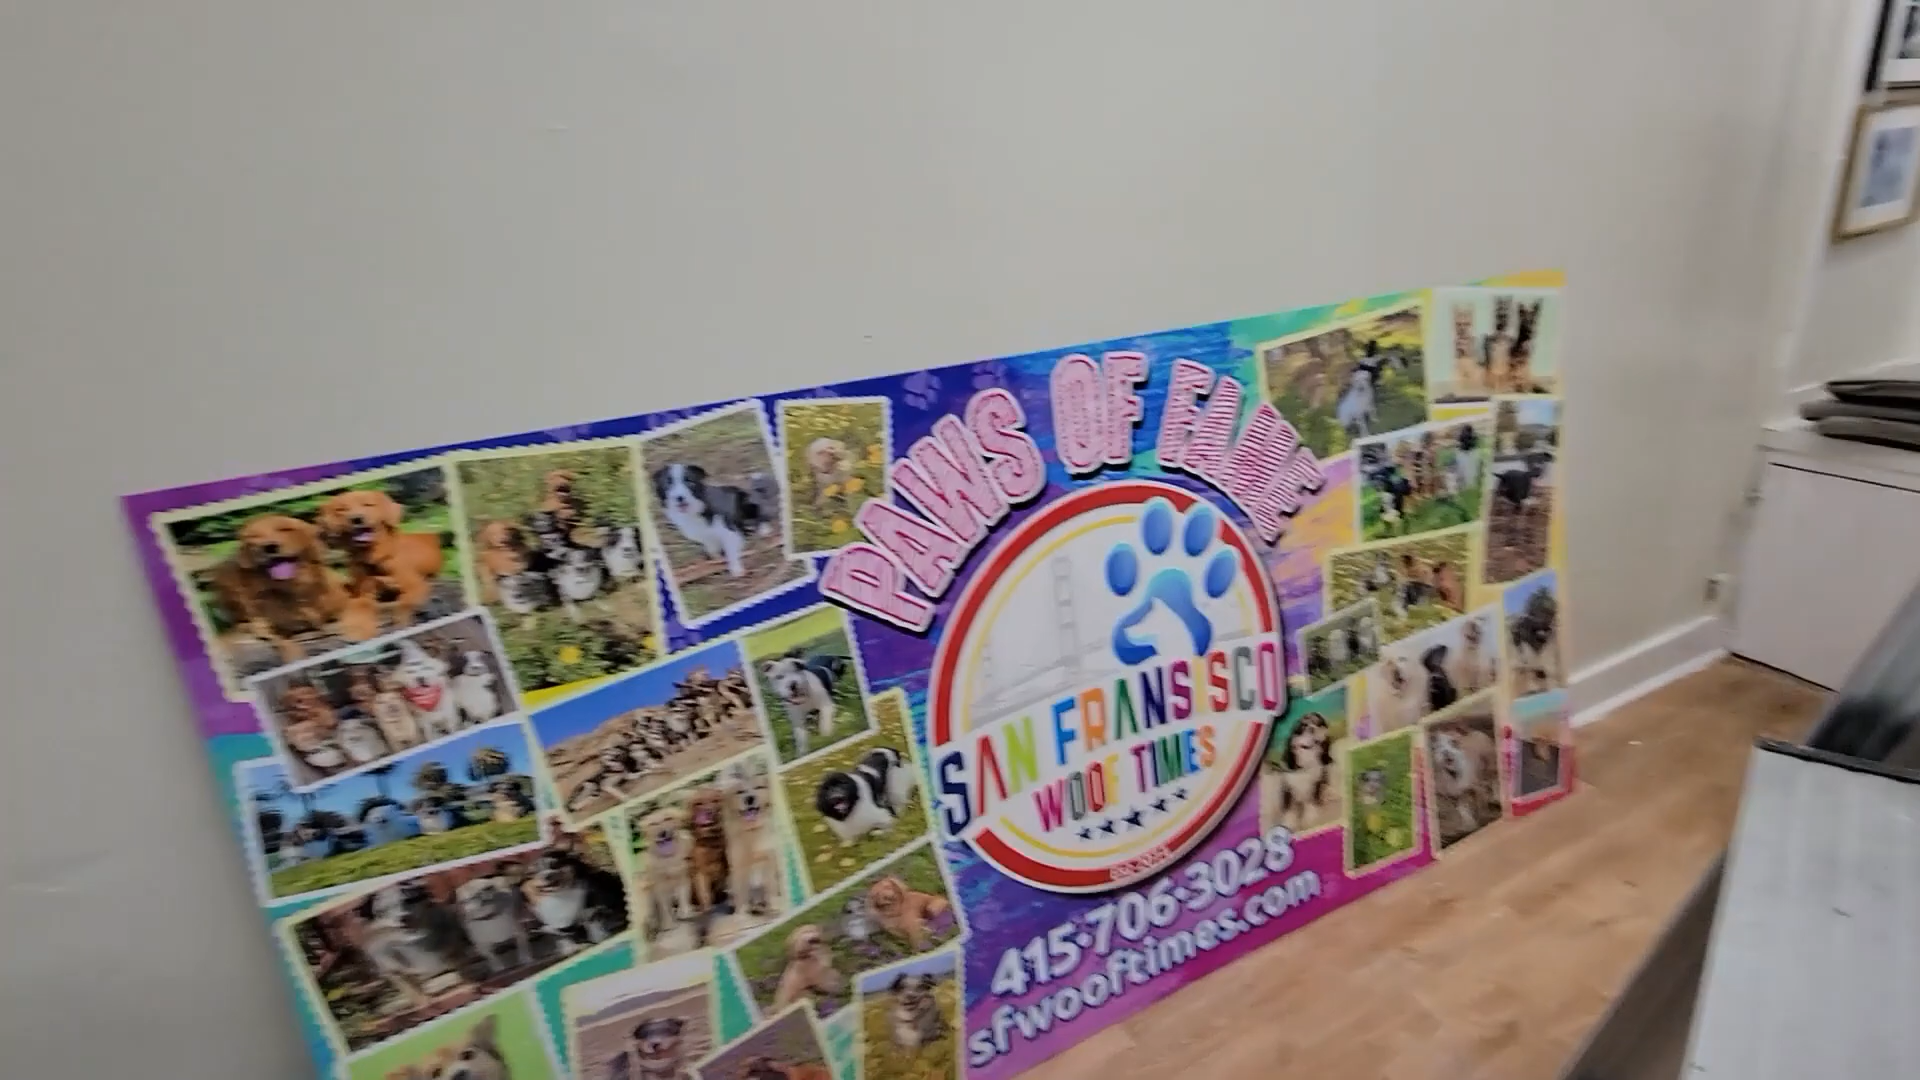 PAWS OF FAME
SAN FRANSISCO
WOOF TIMES
415-706-3028
sfwooftimes.com